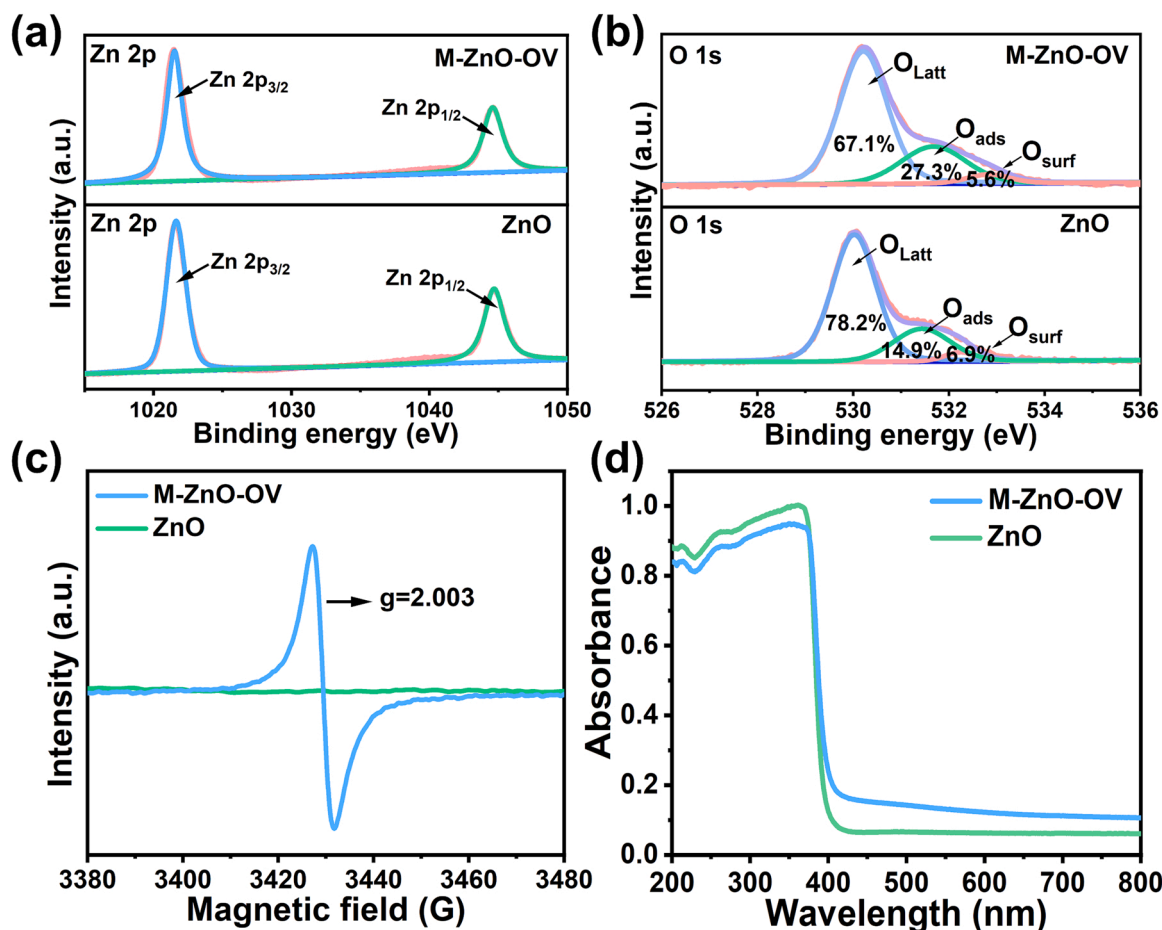 (a)
Zn 2p
M-ZnO-OV
Zn 2p3/2
Zn 2p1/2
Zn 2p
ZnO
Zn 2p3/2
Zn 2p1/2
Intensity (a.u.)
1020 1030 1040 1050
Binding energy (eV)
(b)
O 1s
M-ZnO-OV
OLatt
Oads
Osurf
67.1%
27.3%
5.6%
O 1s
ZnO
OLatt
Oads
Osurf
78.2%
14.9%
6.9%
Intensity (a.u.)
526 528 530 532 534 536
Binding energy (eV)
(c)
M-ZnO-OV
ZnO
g=2.003
Intensity (a.u.)
3380 3400 3420 3440 3460 3480
Magnetic field (G)
(d)
M-ZnO-OV
ZnO
1.0
0.8
0.6
0.4
0.2
0.0
Absorbance
200 300 400 500 600 700 800
Wavelength (nm)